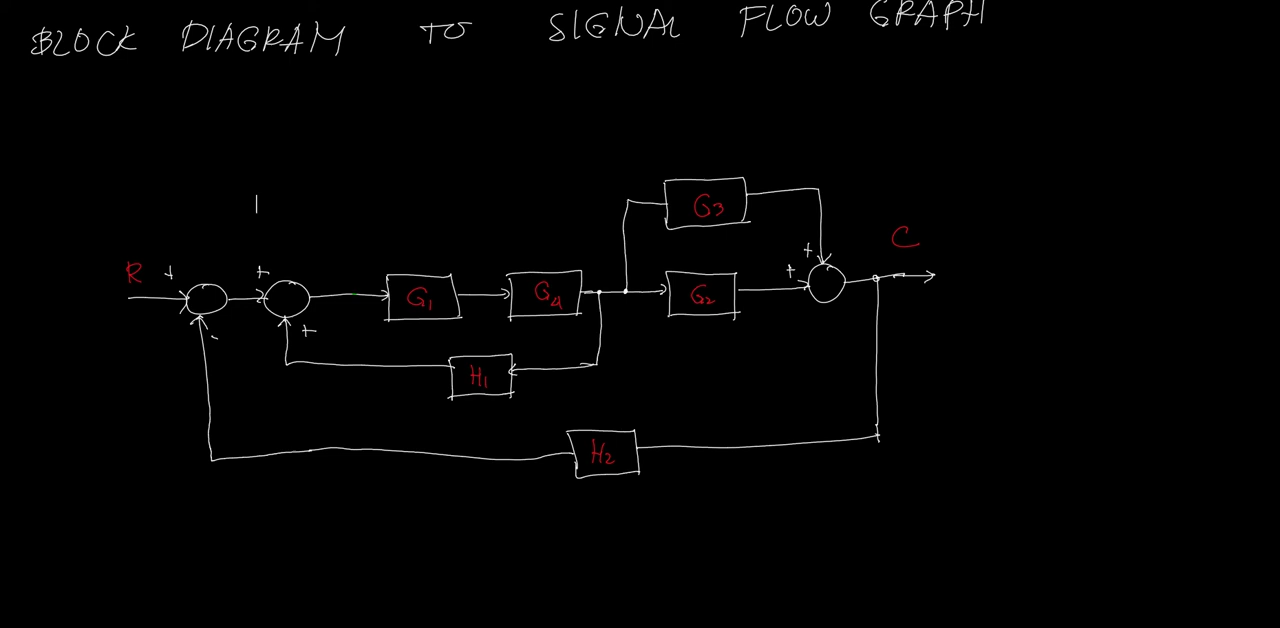 BLOCK DIAGRAM TO SIGNAL FLOW GRAPH
G3
C
R + + + +
G1 G4 G2
+
-
H1
H2